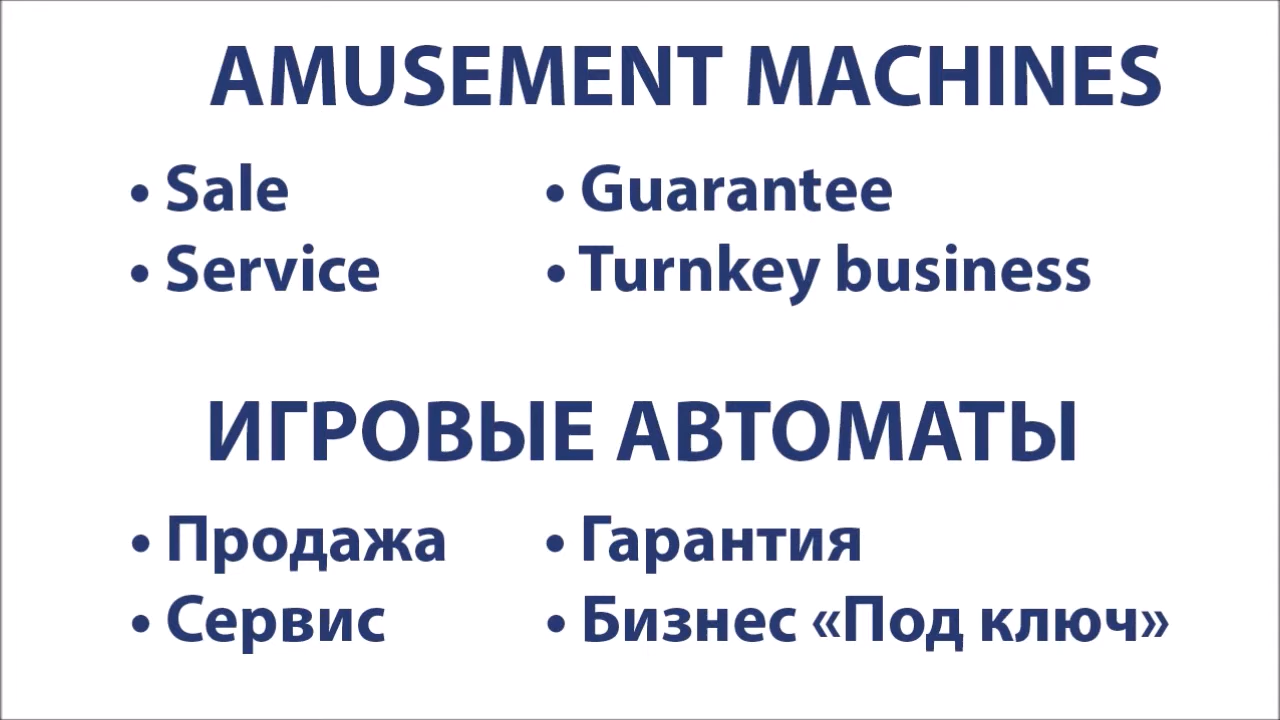 AMUSEMENT MACHINES
• Sale • Guarantee
• Service • Turnkey business
ИГРОВЫЕ АВТОМАТЫ
• Продажа • Гарантия
• Сервис • Бизнес «Под ключ»